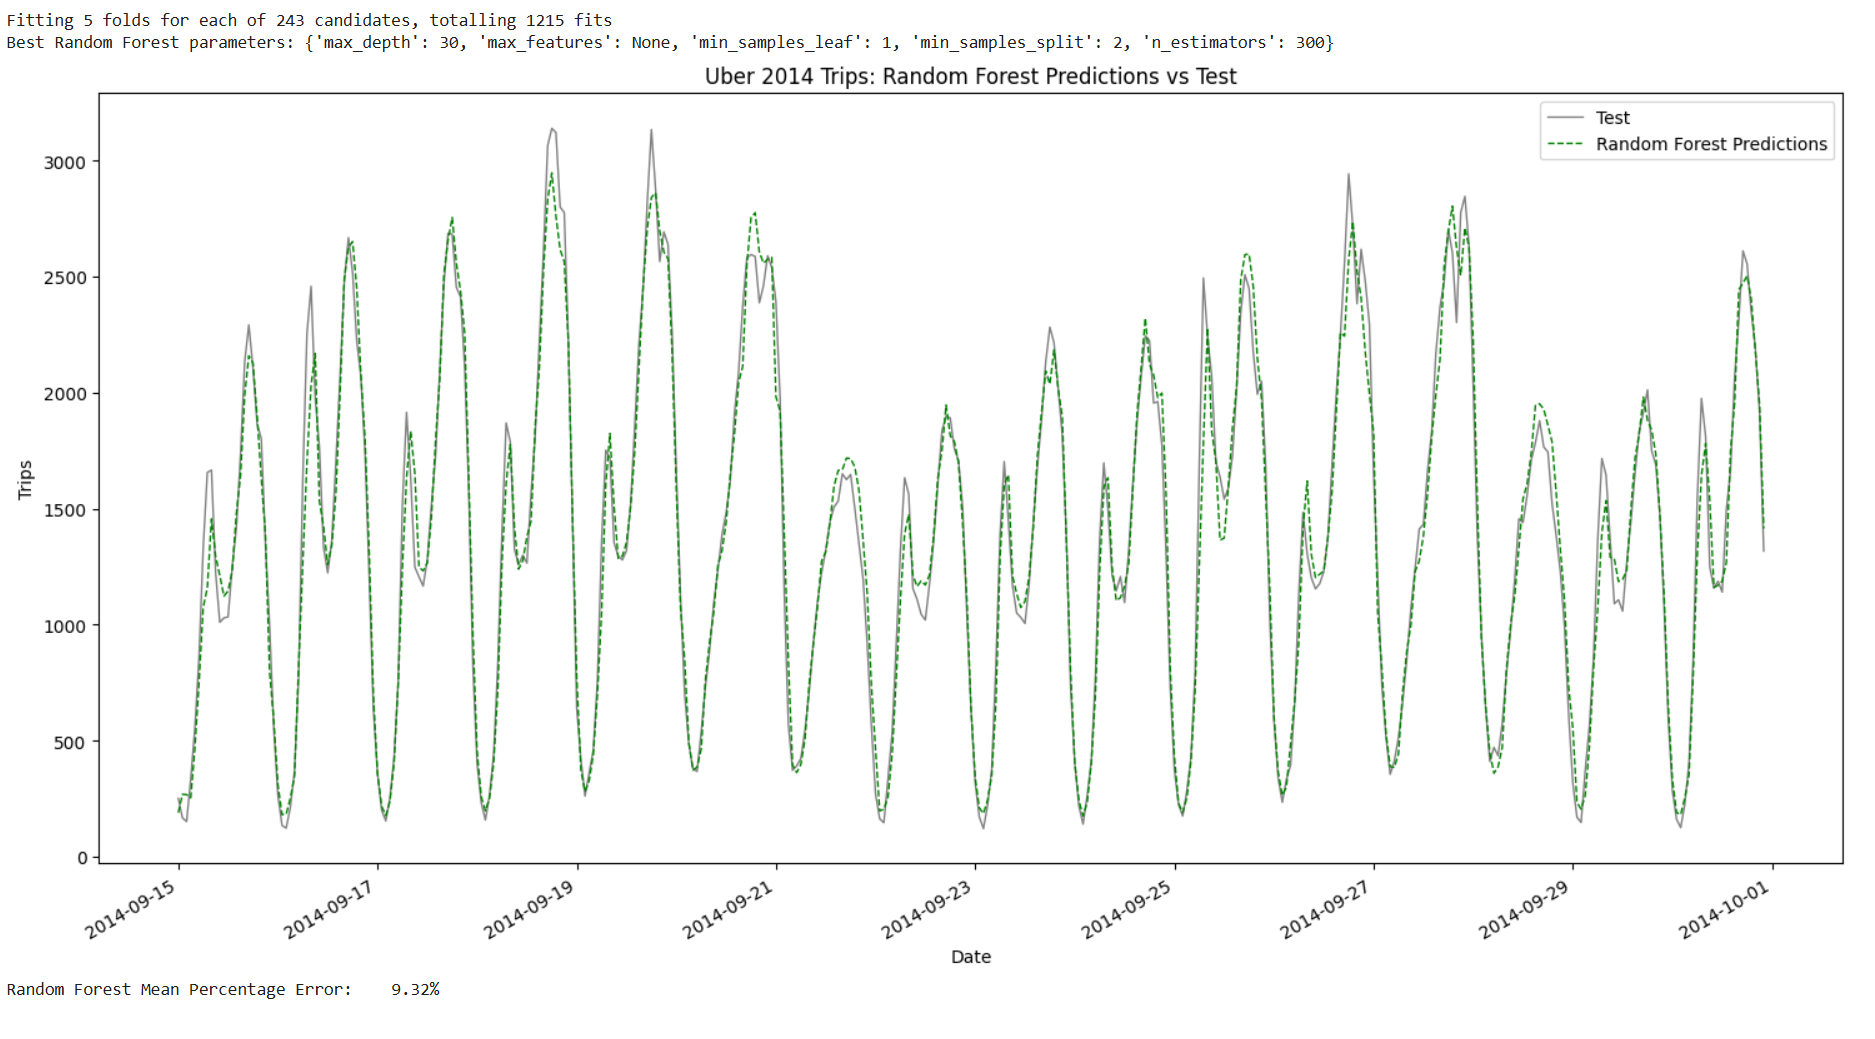 Fitting 5 folds for each of 243 candidates, totalling 1215 fits
Best Random Forest parameters: {'max_depth': 30, 'max_features': None, 'min_samples_leaf': 1, 'min_samples_split': 2, 'n_estimators': 300}
Uber 2014 Trips: Random Forest Predictions vs Test
Test
Random Forest Predictions
3000
2500
2000
1500
1000
500
0
Trips
2014-09-15
2014-09-17
2014-09-19
2014-09-21
2014-09-23
2014-09-25
2014-09-27
2014-09-29
2014-10-01
Date
Random Forest Mean Percentage Error:    9.32%